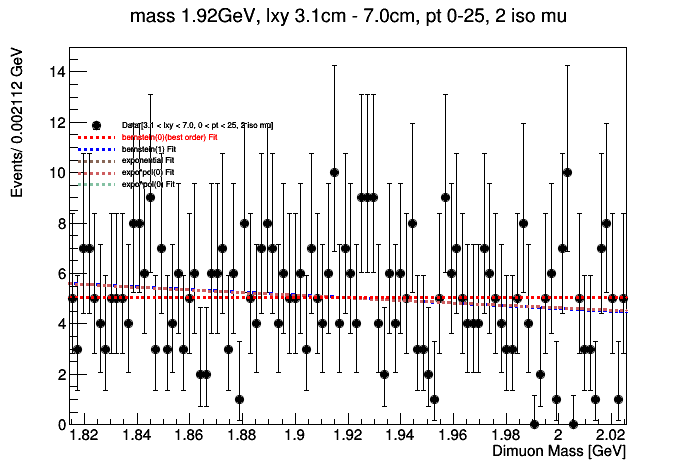 mass 1.92GeV, lxy 3.1cm - 7.0cm, pt 0-25, 2 iso mu
Events/ 0.002112 GeV
14
12
10
8
6
4
2
0
Data[3.1 < lxy < 7.0, 0 < pt < 25, 2 iso mu]
bernstein(0)(best order) Fit
bernstein(1) Fit
exponential Fit
expo*pol(0) Fit
expo*pol(0) Fit
1.82 1.84 1.86 1.88 1.9 1.92 1.94 1.96 1.98 2 2.02
Dimuon Mass [GeV]